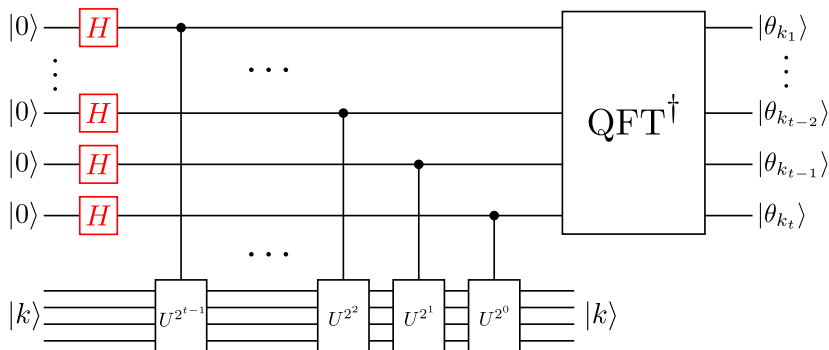 |0⟩ H |θ_{k_1}⟩
⋮ ··· ⋮
|0⟩ H QFT^† |θ_{k_{t−2}}⟩
|0⟩ H |θ_{k_{t−1}}⟩
|0⟩ H |θ_{k_t}⟩
···
|k⟩ U^{2^{t−1}} U^{2^2} U^{2^1} U^{2^0} |k⟩